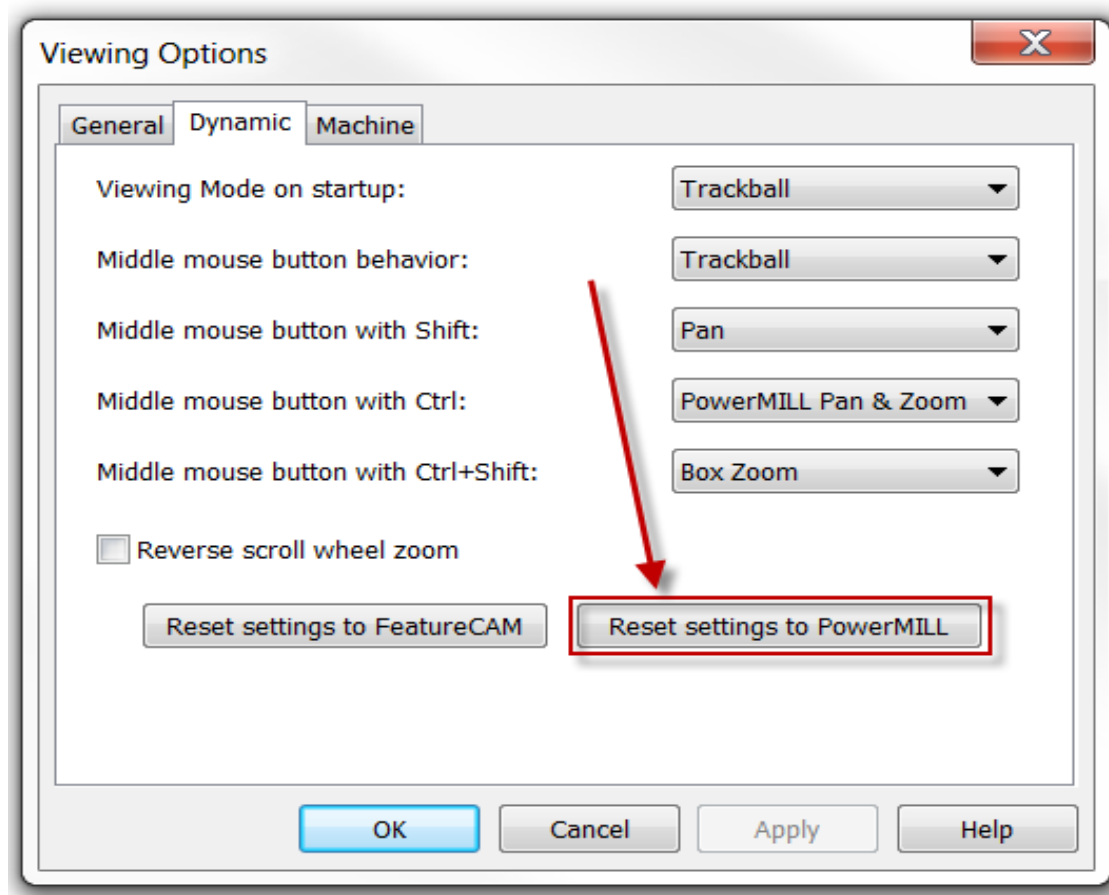 Viewing Options
X
General Dynamic Machine
Viewing Mode on startup: Trackball
Middle mouse button behavior: Trackball
Middle mouse button with Shift: Pan
Middle mouse button with Ctrl: PowerMILL Pan & Zoom
Middle mouse button with Ctrl+Shift: Box Zoom
Reverse scroll wheel zoom
Reset settings to FeatureCAM Reset settings to PowerMILL
OK Cancel Apply Help